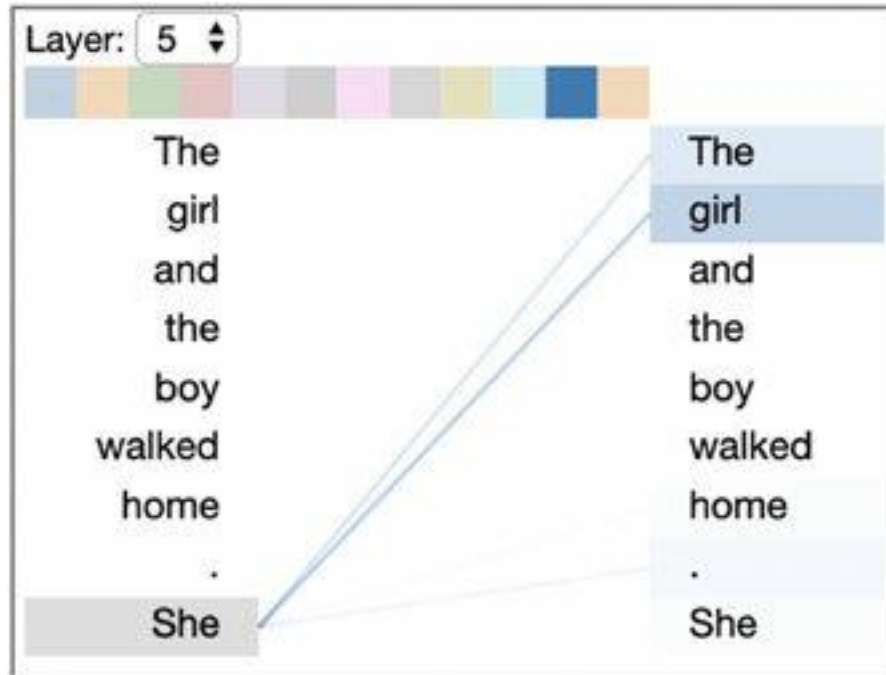 Layer: 5
The The
girl girl
and and
the the
boy boy
walked walked
home home
. .
She She